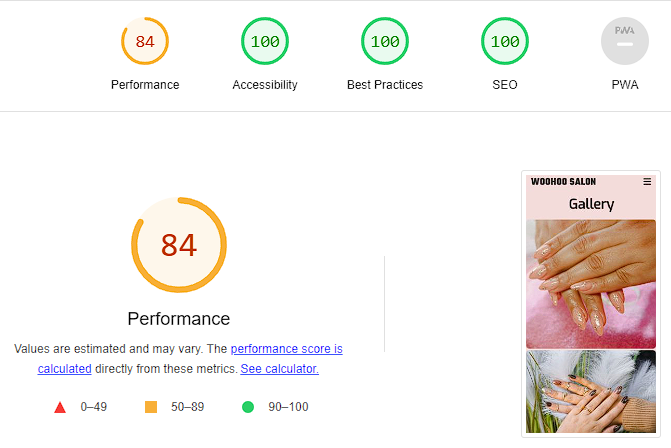 84 100 100 100 PWA
Performance Accessibility Best Practices SEO PWA
WOOHOO SALON
Gallery
84
Performance
Values are estimated and may vary. The performance score is
calculated directly from these metrics. See calculator.
0–49 50–89 90–100